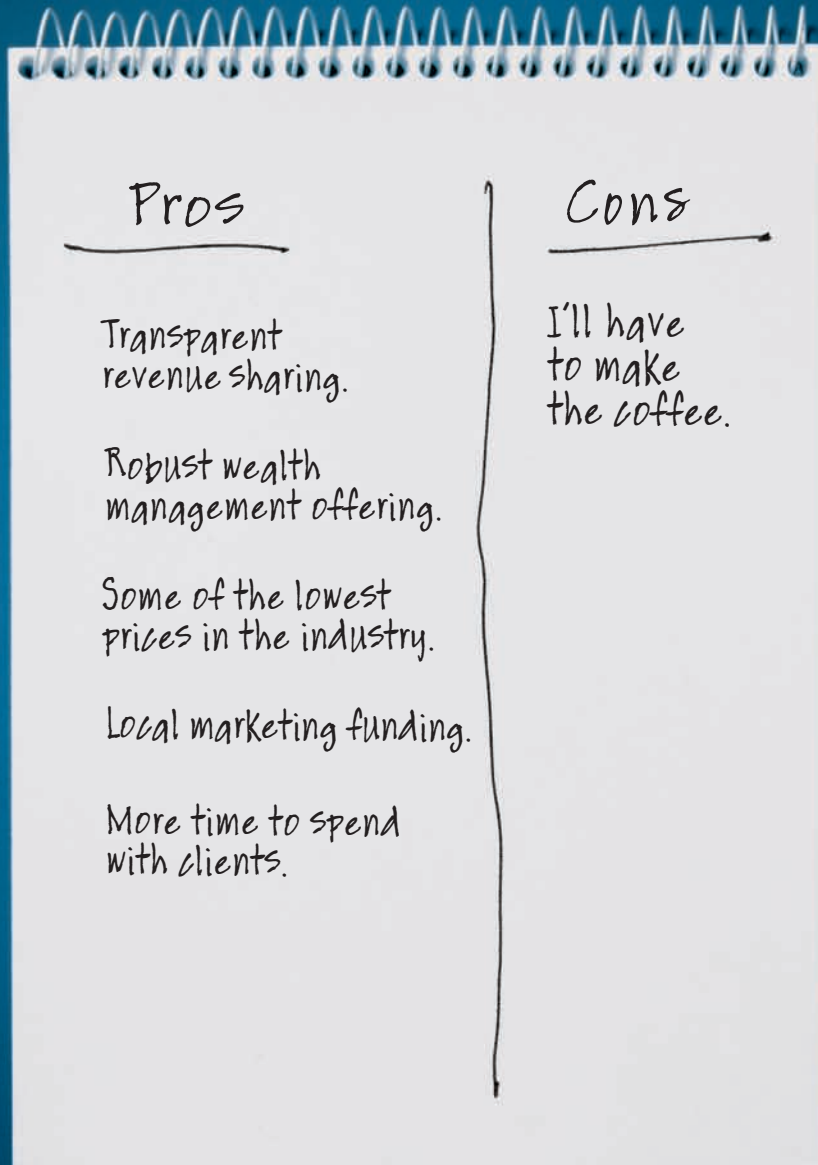 Pros
Transparent
revenue sharing.
Robust wealth
management offering.
Some of the lowest
prices in the industry.
Local marketing funding.
More time to spend
with clients.
Cons
I'll have
to make
the coffee.